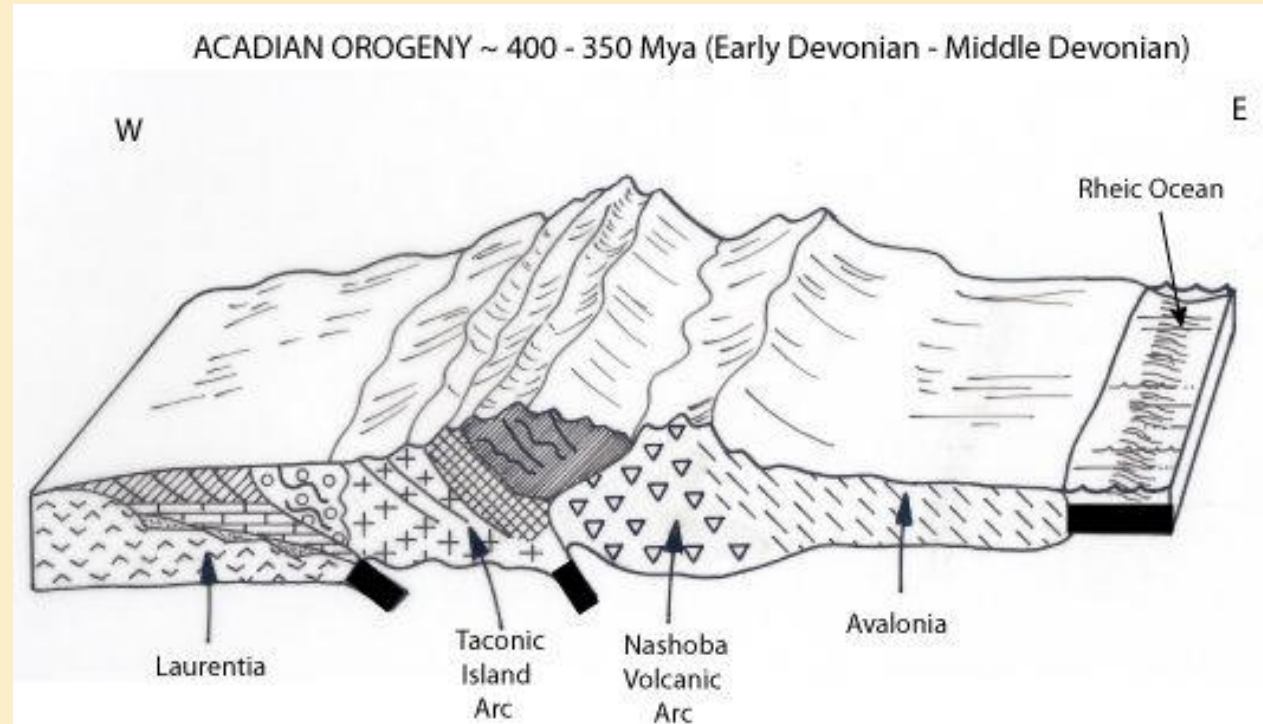 ACADIAN OROGENY ~ 400 - 350 Mya (Early Devonian - Middle Devonian)
W
E
Rheic Ocean
Laurentia
Taconic
Island
Arc
Nashoba
Volcanic
Arc
Avalonia